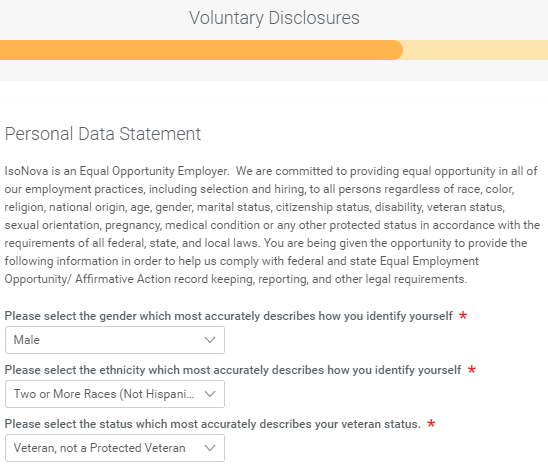 Voluntary Disclosures
Personal Data Statement
IsoNova is an Equal Opportunity Employer.  We are committed to providing equal opportunity in all of
our employment practices, including selection and hiring, to all persons regardless of race, color,
religion, national origin, age, gender, marital status, citizenship status, disability, veteran status,
sexual orientation, pregnancy, medical condition or any other protected status in accordance with the
requirements of all federal, state, and local laws. You are being given the opportunity to provide the
following information in order to help us comply with federal and state Equal Employment
Opportunity/ Affirmative Action record keeping, reporting, and other legal requirements.
Please select the gender which most accurately describes how you identify yourself *
Male
Please select the ethnicity which most accurately describes how you identify yourself *
Two or More Races (Not Hispani...
Please select the status which most accurately describes your veteran status. *
Veteran, not a Protected Veteran